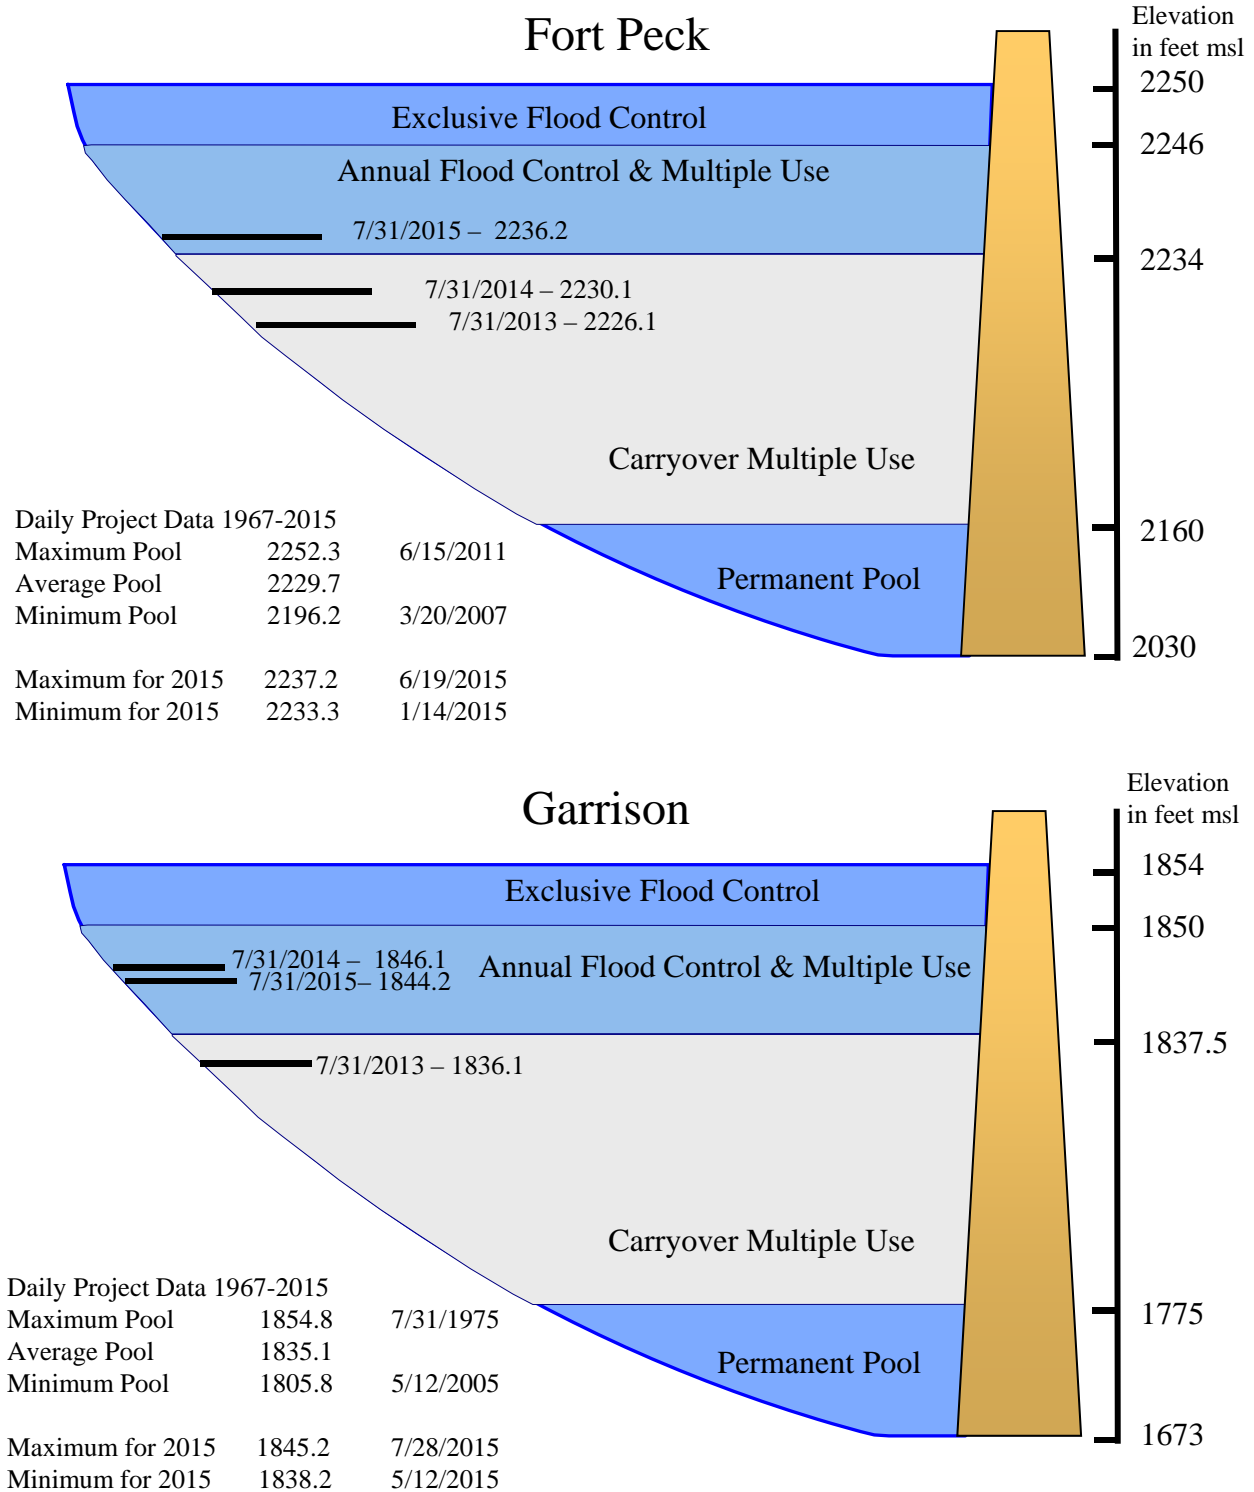 Fort Peck
Elevation
in feet msl
2250
Exclusive Flood Control
2246
Annual Flood Control & Multiple Use
7/31/2015 – 2236.2
2234
7/31/2014 – 2230.1
7/31/2013 – 2226.1
Carryover Multiple Use
2160
Permanent Pool
2030
Daily Project Data 1967-2015
Maximum Pool 2252.3 6/15/2011
Average Pool 2229.7
Minimum Pool 2196.2 3/20/2007
Maximum for 2015 2237.2 6/19/2015
Minimum for 2015 2233.3 1/14/2015
Garrison
Elevation
in feet msl
1854
Exclusive Flood Control
1850
7/31/2014 – 1846.1
Annual Flood Control & Multiple Use
7/31/2015– 1844.2
1837.5
7/31/2013 – 1836.1
Carryover Multiple Use
1775
Permanent Pool
1673
Daily Project Data 1967-2015
Maximum Pool 1854.8 7/31/1975
Average Pool 1835.1
Minimum Pool 1805.8 5/12/2005
Maximum for 2015 1845.2 7/28/2015
Minimum for 2015 1838.2 5/12/2015